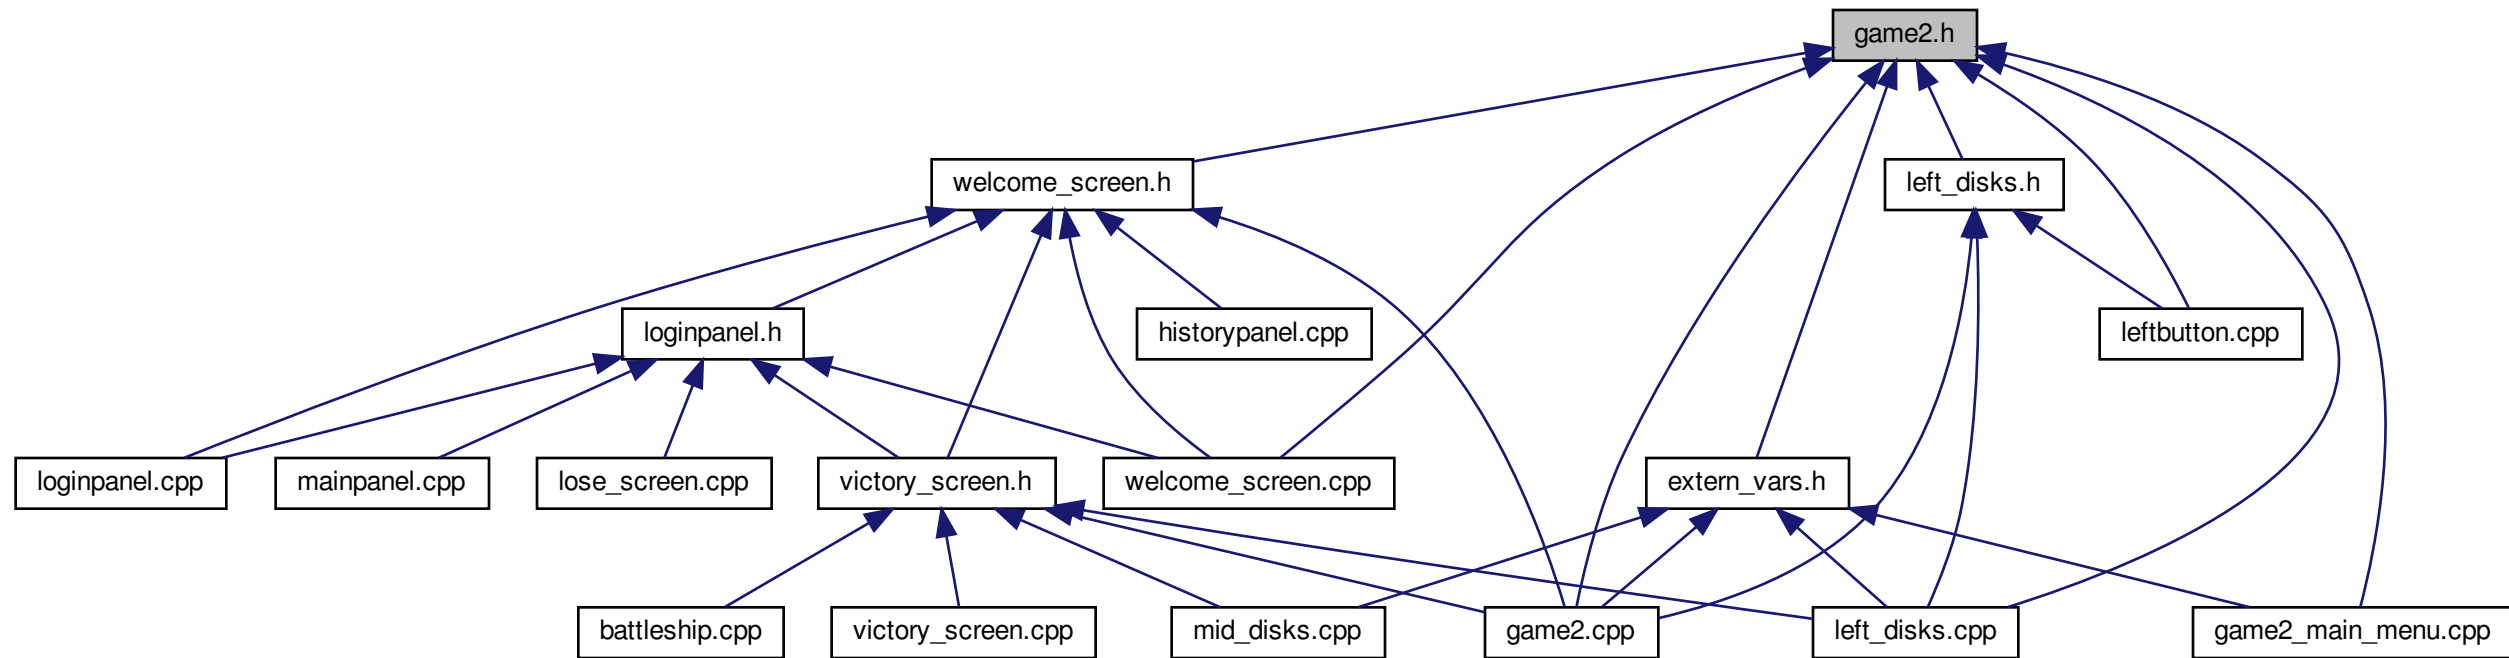 game2.h
welcome_screen.h
left_disks.h
loginpanel.h
historypanel.cpp
leftbutton.cpp
loginpanel.cpp
mainpanel.cpp
lose_screen.cpp
victory_screen.h
welcome_screen.cpp
extern_vars.h
battleship.cpp
victory_screen.cpp
mid_disks.cpp
game2.cpp
left_disks.cpp
game2_main_menu.cpp